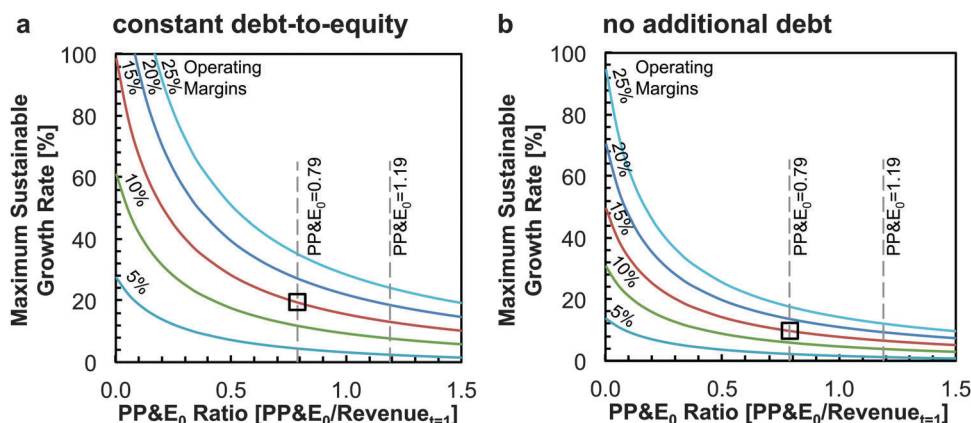 a constant debt-to-equity
Maximum Sustainable
Growth Rate [%]
100
80
60
40
20
0
15%
20%
25%
Operating
Margins
10%
5%
PP&E₀=0.79
PP&E₀=1.19
0.0 0.5 1.0 1.5
PP&E₀ Ratio [PP&E₀/Revenueₜ₌₁]
b no additional debt
Maximum Sustainable
Growth Rate [%]
100
80
60
40
20
0
25%
Operating
Margins
20%
15%
10%
5%
PP&E₀=0.79
PP&E₀=1.19
0.0 0.5 1.0 1.5
PP&E₀ Ratio [PP&E₀/Revenueₜ₌₁]